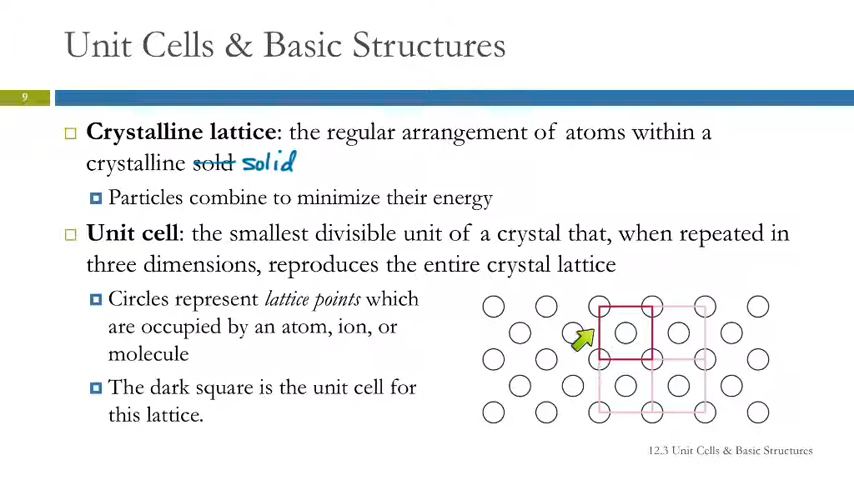 Unit Cells & Basic Structures
9
Crystalline lattice: the regular arrangement of atoms within a
crystalline sold solid
Particles combine to minimize their energy
Unit cell: the smallest divisible unit of a crystal that, when repeated in
three dimensions, reproduces the entire crystal lattice
Circles represent lattice points which
are occupied by an atom, ion, or
molecule
The dark square is the unit cell for
this lattice.
12.3 Unit Cells & Basic Structures